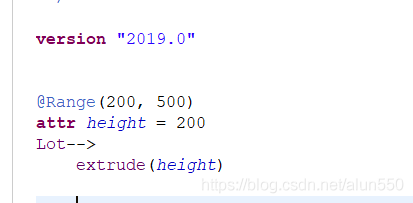 version "2019.0"
@Range(200, 500)
attr height = 200
Lot-->
extrude(height)
https://blog.csdn.net/alun550